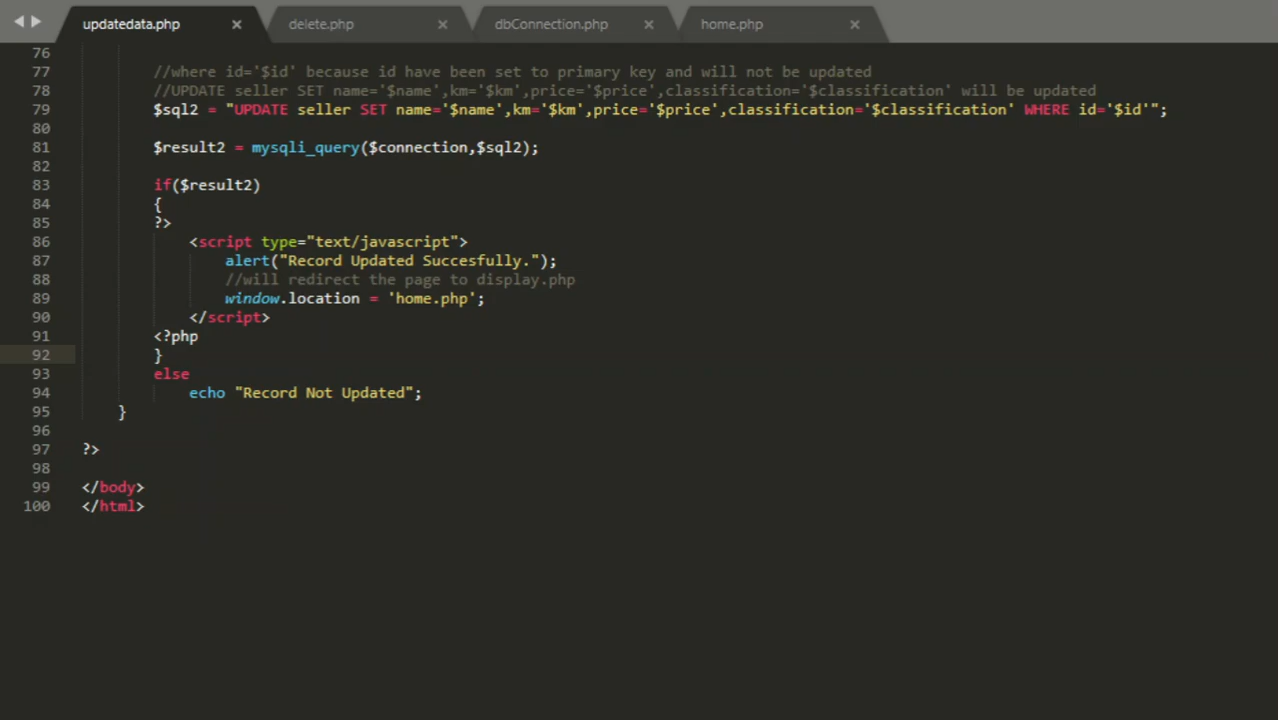 updatedata.php × delete.php × dbConnection.php × home.php ×
76
77 //where id='$id' because id have been set to primary key and will not be updated
78 //UPDATE seller SET name='$name',km='$km',price='$price',classification='$classification' will be updated
79 $sql2 = "UPDATE seller SET name='$name',km='$km',price='$price',classification='$classification' WHERE id='$id'";
80
81 $result2 = mysqli_query($connection,$sql2);
82
83 if($result2)
84 {
85 ?>
86 <script type="text/javascript">
87 alert("Record Updated Succesfully.");
88 //will redirect the page to display.php
89 window.location = 'home.php';
90 </script>
91 <?php
92 }
93 else
94 echo "Record Not Updated";
95 }
96
97 ?>
98
99 </body>
100 </html>